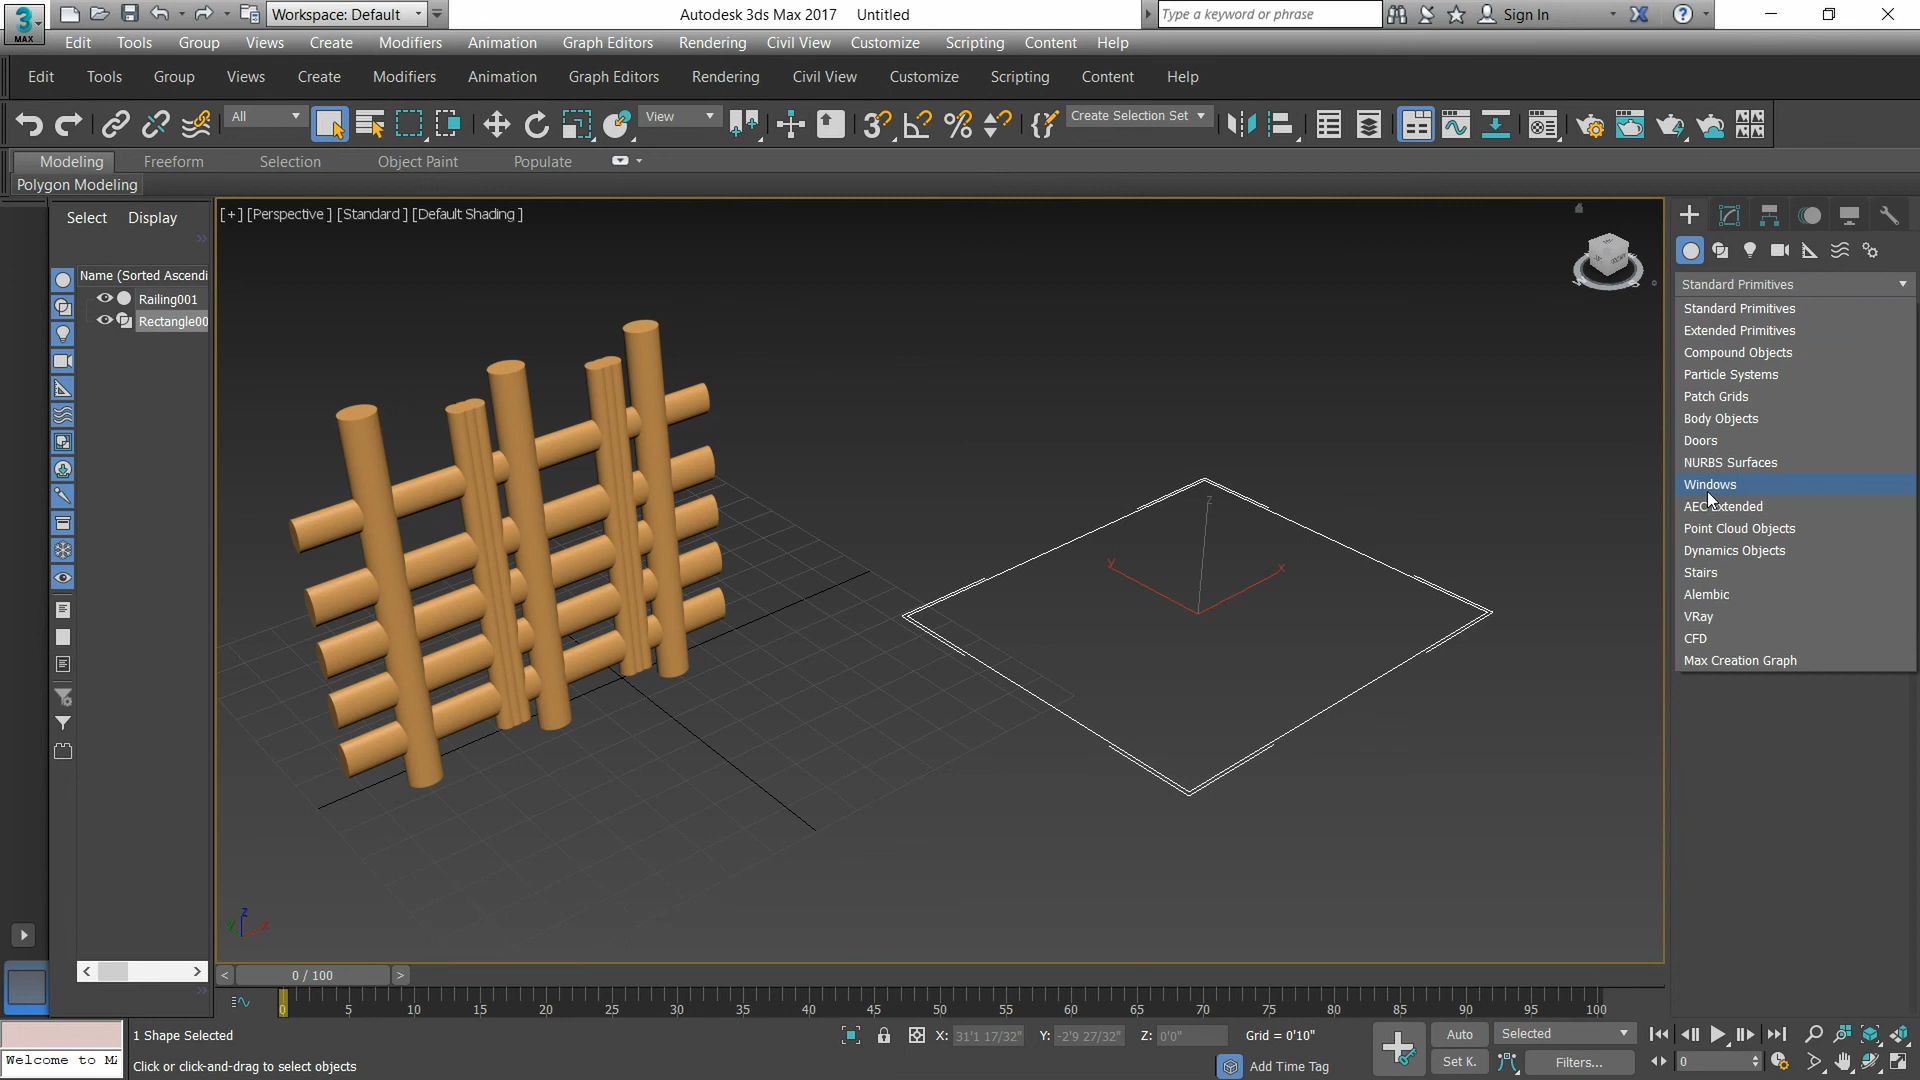 3 Workspace: Default Autodesk 3ds Max 2017 Untitled Type a keyword or phrase Sign In ?
MAX
Edit Tools Group Views Create Modifiers Animation Graph Editors Rendering Civil View Customize Scripting Content Help
Edit Tools Group Views Create Modifiers Animation Graph Editors Rendering Civil View Customize Scripting Content Help
All View Create Selection Set
Modeling Freeform Selection Object Paint Populate
Polygon Modeling
Select Display
[+] [Perspective ] [Standard ] [Default Shading ]
Name (Sorted Ascendi
Railing001
Rectangle00
Standard Primitives
Standard Primitives
Extended Primitives
Compound Objects
Particle Systems
Patch Grids
Body Objects
Doors
NURBS Surfaces
Windows
AEC Extended
Point Cloud Objects
Dynamics Objects
Stairs
Alembic
VRay
CFD
Max Creation Graph
z
y x
z
y x
< 0 / 100 >
0 5 10 15 20 25 30 35 40 45 50 55 60 65 70 75 80 85 90 95 100
1 Shape Selected X: 31'1 17/32" Y: -2'9 27/32" Z: 0'0" Grid = 0'10" Auto Selected
Welcome to MA Click or click-and-drag to select objects Add Time Tag Set K. Filters... 0